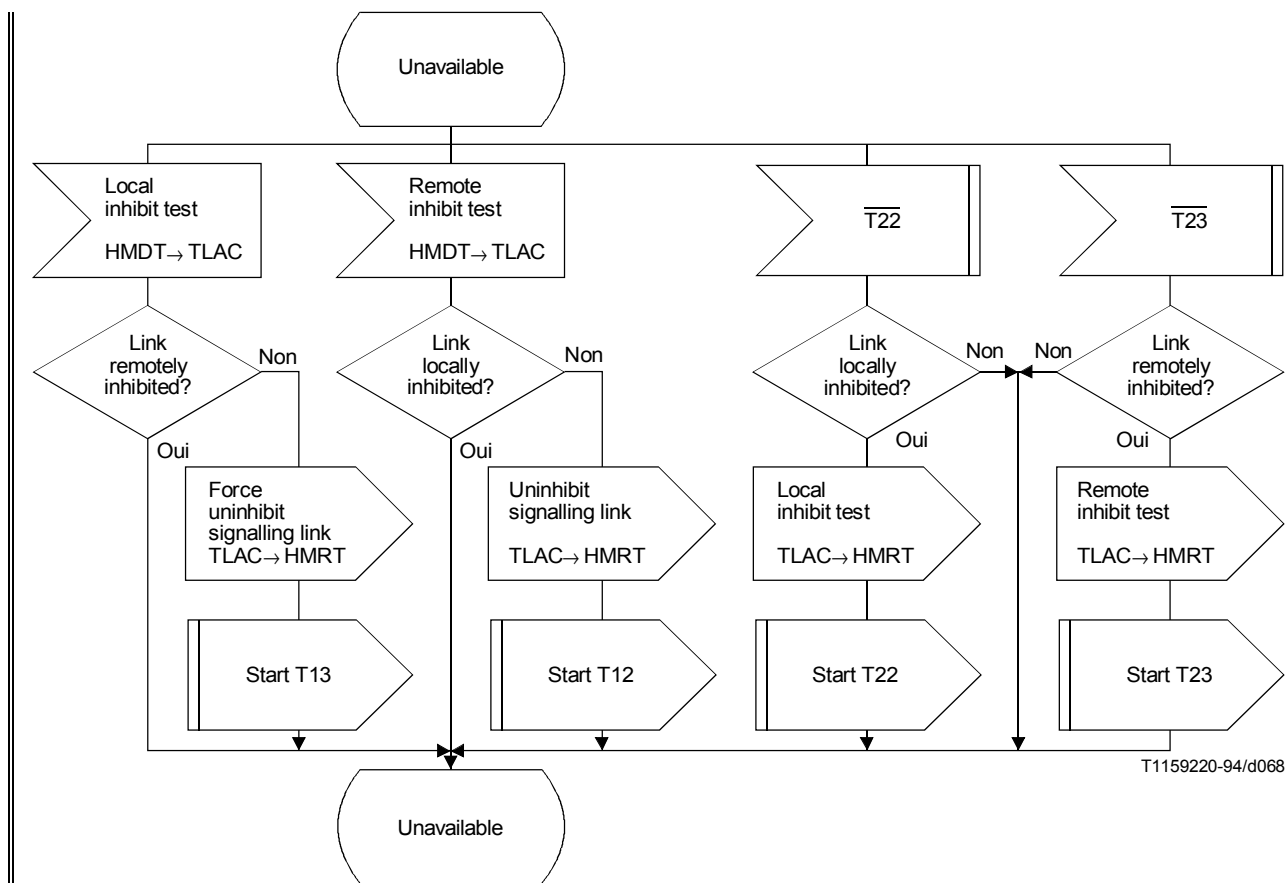 Unavailable
Local
inhibit test
HMDT→ TLAC
Remote
inhibit test
HMDT→ TLAC
T22
T23
Link
remotely
inhibited?
Non
Oui
Link
locally
inhibited?
Non
Oui
Link
locally
inhibited?
Non
Oui
Non
Link
remotely
inhibited?
Oui
Force
uninhibit
signalling link
TLAC→ HMRT
Uninhibit
signalling link
TLAC→ HMRT
Local
inhibit test
TLAC→ HMRT
Remote
inhibit test
TLAC→ HMRT
Start T13
Start T12
Start T22
Start T23
T1159220-94/d068
Unavailable